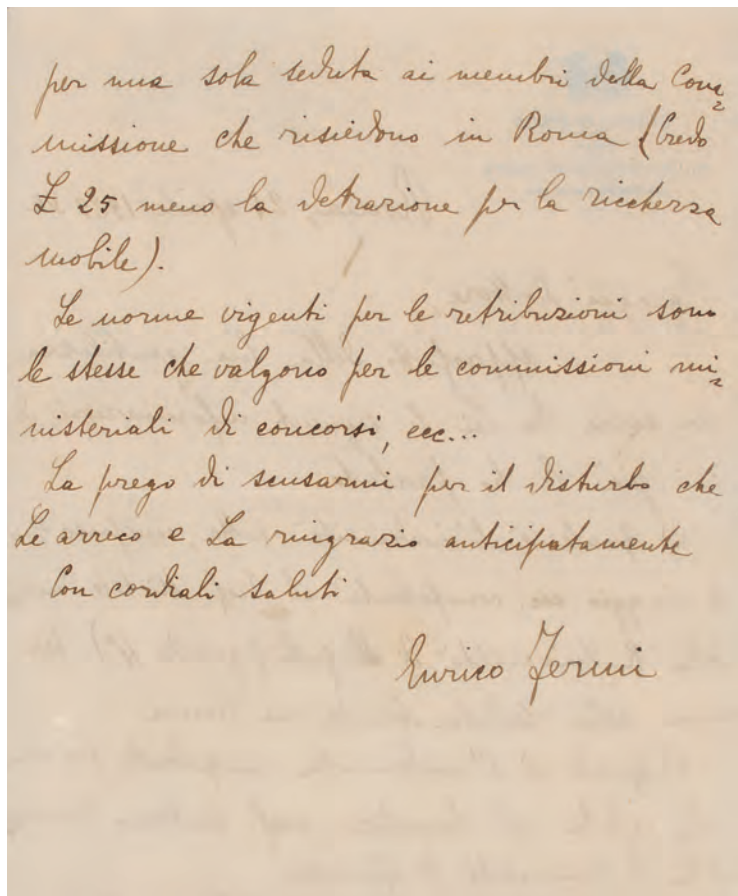 per una sola seduta ai membri della Com=
missione che risiedono in Roma (Credo
£ 25 meno la detrazione per la ricchezza
mobile).
Le norme vigenti per le retribuzioni sono
le stesse che valgono per le commissioni mi=
nisteriali di concorsi, ecc...
La prego di scusarmi per il disturbo che
Le arreco e La ringrazio anticipatamente
Con cordiali saluti
Enrico Fermi